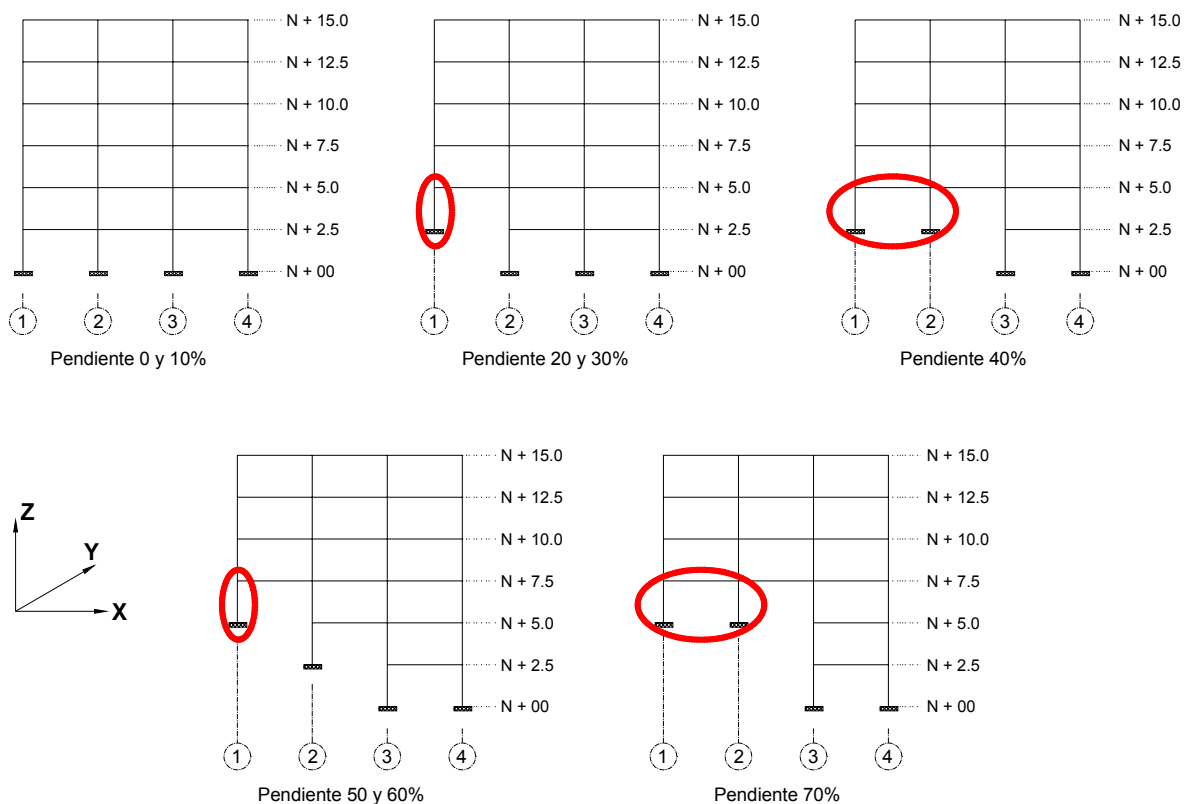 N + 15.0
N + 12.5
N + 10.0
N + 7.5
N + 5.0
N + 2.5
N + 00
1 2 3 4
Pendiente 0 y 10%
N + 15.0
N + 12.5
N + 10.0
N + 7.5
N + 5.0
N + 2.5
N + 00
1 2 3 4
Pendiente 20 y 30%
N + 15.0
N + 12.5
N + 10.0
N + 7.5
N + 5.0
N + 2.5
N + 00
1 2 3 4
Pendiente 40%
Z
Y
X
N + 15.0
N + 12.5
N + 10.0
N + 7.5
N + 5.0
N + 2.5
N + 00
1 2 3 4
Pendiente 50 y 60%
N + 15.0
N + 12.5
N + 10.0
N + 7.5
N + 5.0
N + 2.5
N + 00
1 2 3 4
Pendiente 70%